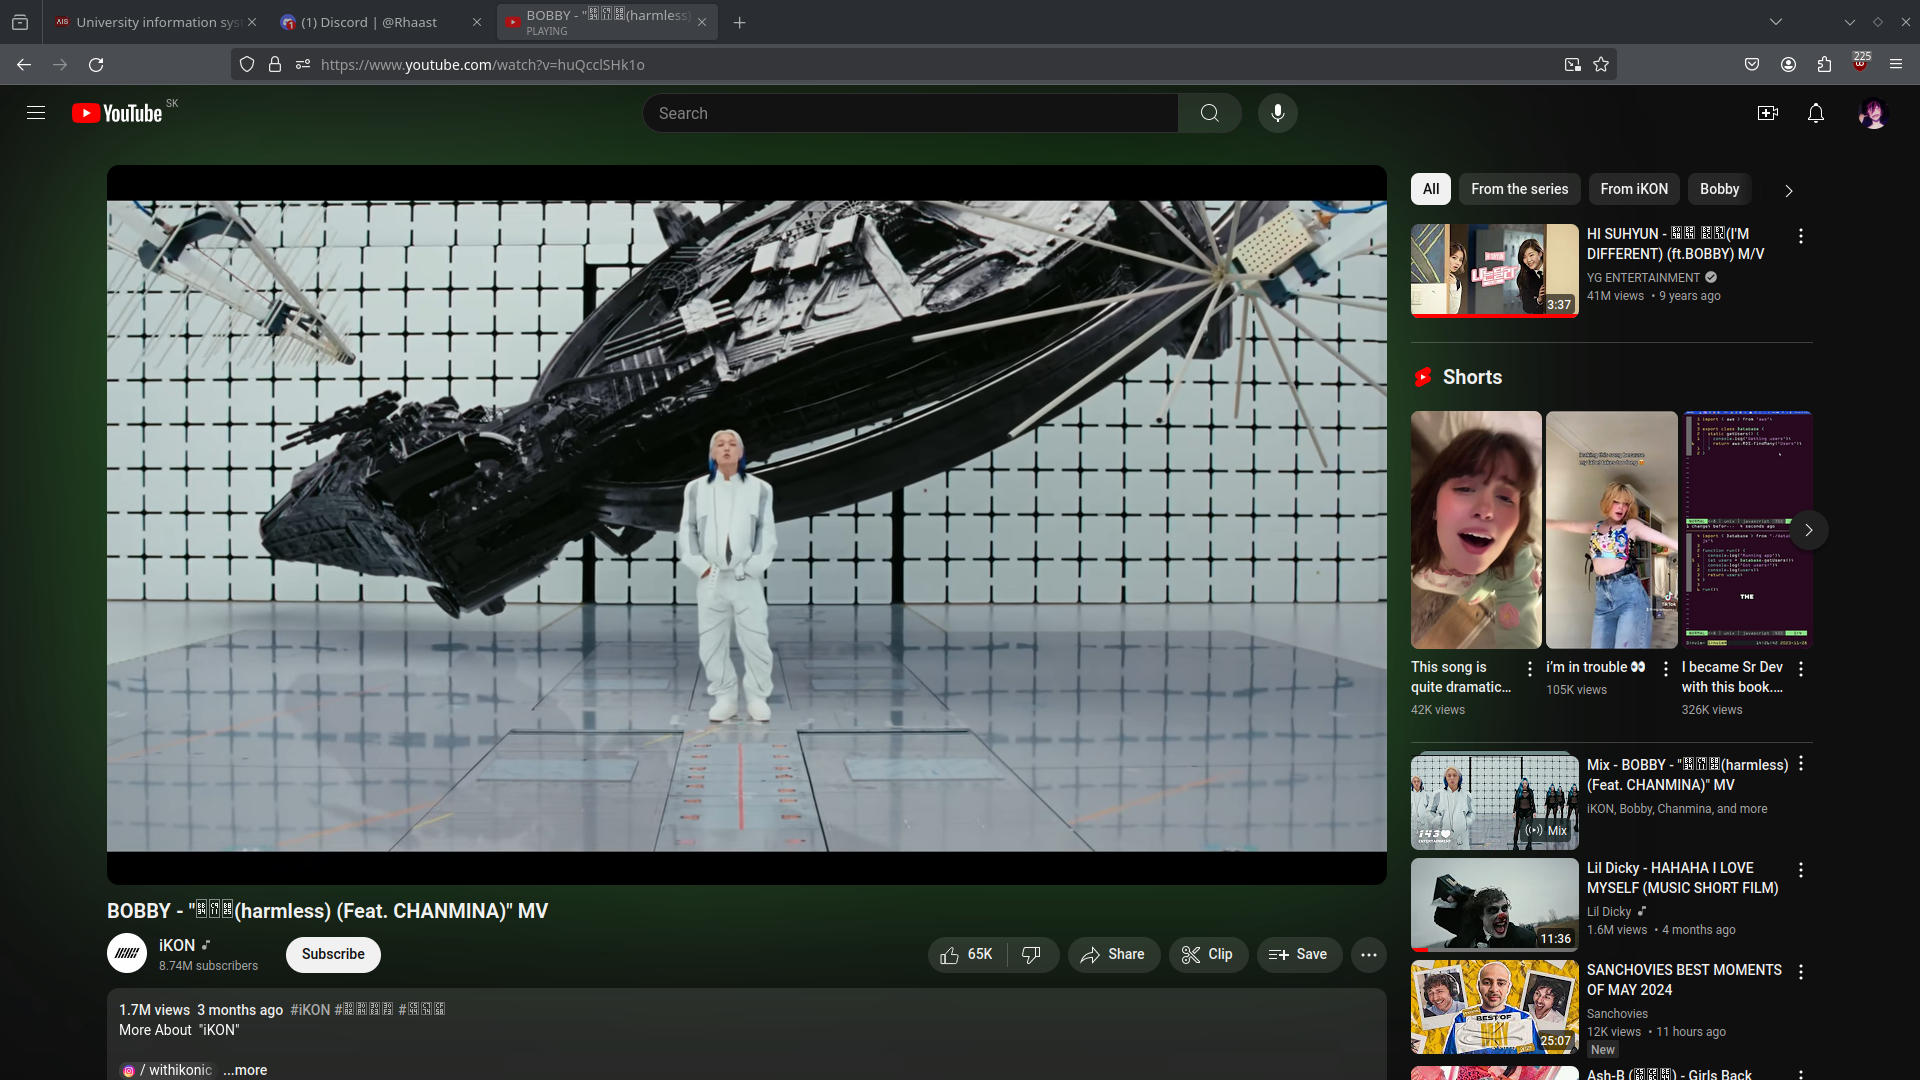 University information sys
(1) Discord | @Rhaast
BOBBY - "(harmless)
PLAYING
https://www.youtube.com/watch?v=huQcclSHk1o
225
YouTube SK
Search
BOBBY - "(harmless) (Feat. CHANMINA)" MV
iKON
8.74M subscribers
Subscribe
65K
Share
Clip
Save
1.7M views 3 months ago #iKON # #
More About "iKON"
/ withikonic ...more
All
From the series
From iKON
Bobby
HI SUHYUN - (I'M
DIFFERENT) (ft.BOBBY) M/V
YG ENTERTAINMENT
41M views • 9 years ago
3:37
Shorts
THE
This song is
quite dramatic...
42K views
i'm in trouble 👀
105K views
I became Sr Dev
with this book....
326K views
Mix - BOBBY - "(harmless)
(Feat. CHANMINA)" MV
iKON, Bobby, Chanmina, and more
Mix
Lil Dicky - HAHAHA I LOVE
MYSELF (MUSIC SHORT FILM)
Lil Dicky
1.6M views • 4 months ago
11:36
SANCHOVIES BEST MOMENTS
OF MAY 2024
Sanchovies
12K views • 11 hours ago
New
BEST OF
25:07
Ash-B () - Girls Back